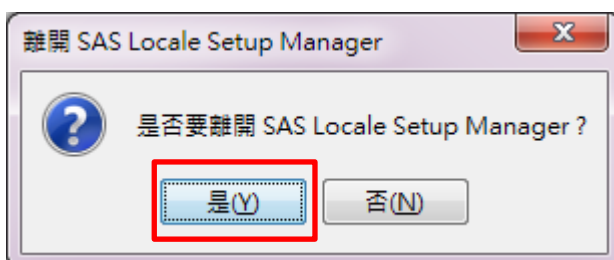 離開 SAS Locale Setup Manager
是否要離開 SAS Locale Setup Manager ?
是(Y) 否(N)